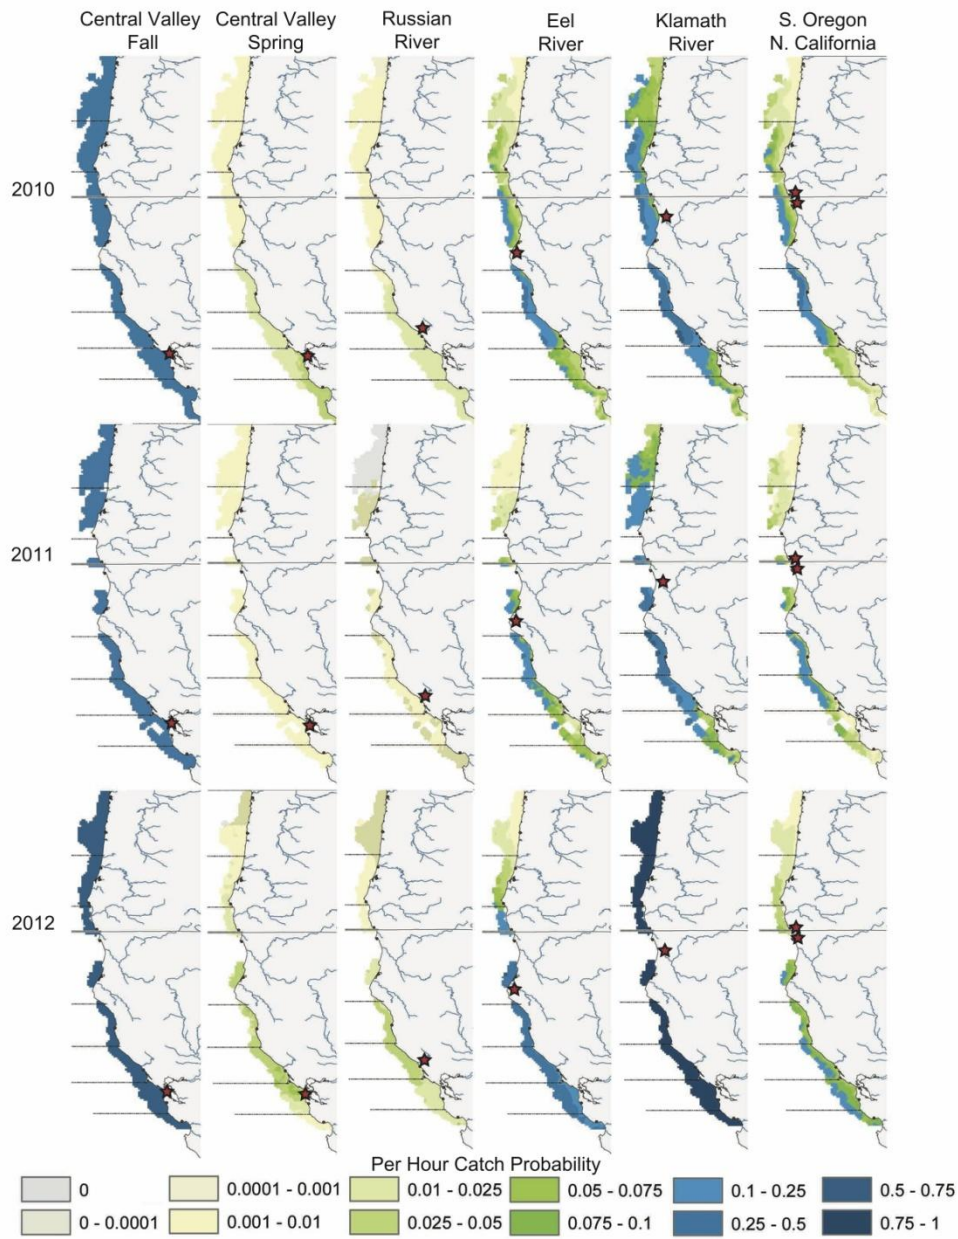 Central Valley Fall
Central Valley Spring
Russian River
Eel River
Klamath River
S. Oregon N. California
2010
2011
2012
Per Hour Catch Probability
0
0.0001 - 0.001
0.01 - 0.025
0.05 - 0.075
0.1 - 0.25
0.5 - 0.75
0 - 0.0001
0.001 - 0.01
0.025 - 0.05
0.075 - 0.1
0.25 - 0.5
0.75 - 1